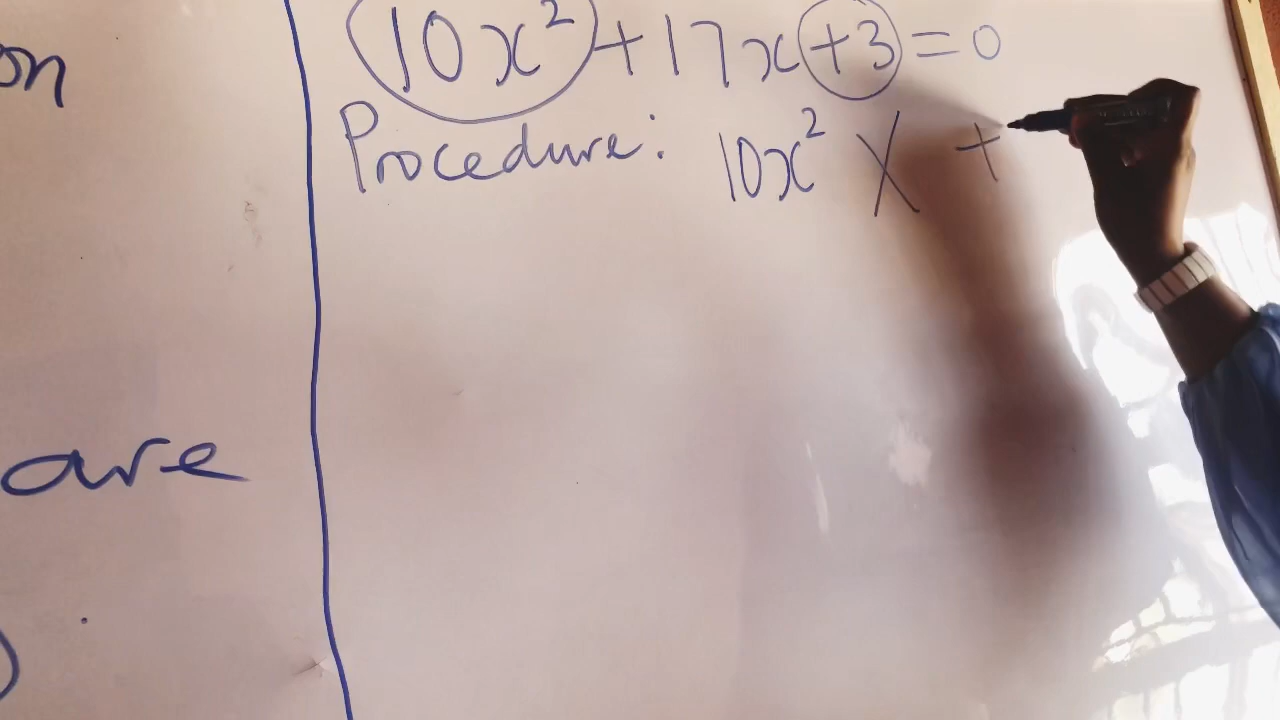 on
are
10x² + 17x + 3 = 0
Procedure: 10x² X +